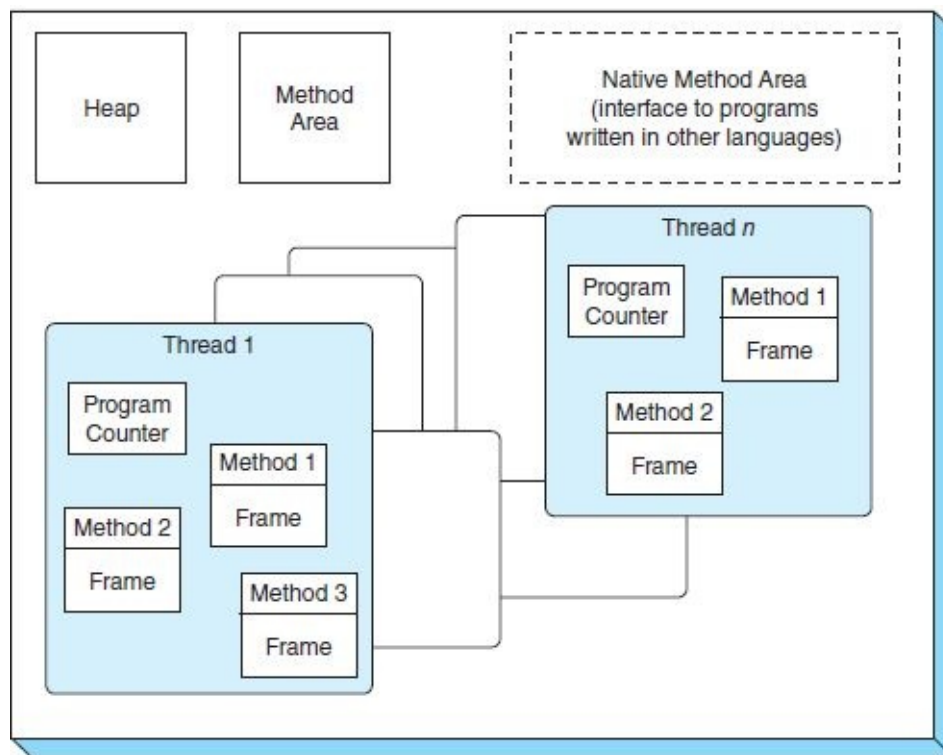 Heap
Method
Area
Native Method Area
(interface to programs
written in other languages)
Thread n
Program
Counter
Method 1
Frame
Method 2
Frame
Thread 1
Program
Counter
Method 1
Frame
Method 2
Frame
Method 3
Frame